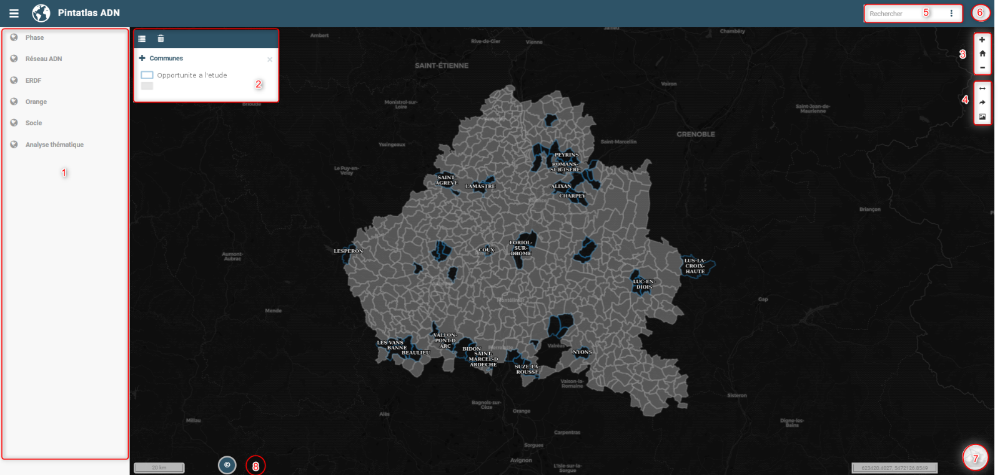 Pintatlas ADN
Rechercher
5
6
Phase
Réseau ADN
ERDF
Orange
Socle
Analyse thématique
1
Communes
Opportunite a l'etude
2
3
4
Ambert
Rive-de-Gier
Vienne
Chambéry
SAINT-ÉTIENNE
Voiron
Monistrol-sur-
Loire
Brioude
Saint-Jean-de-
Maurienne
GRENOBLE
Saint-Marcellin
Yssingeaux
Le Puy-en-
Velay
PEYRINS
ROMANS-
SUR-ISERE
SAINT-
AGREVE
LAMASTRE
ALIXAN
CHARPEY
Briançon
LESPERON
COUX
LORIOL-
SUR-
DROME
Aumont-
Aubrac
LUS-LA-
CROIX-
HAUTE
LUC-EN-
DIOIS
Montélimar
Gap
Mende
VALLON-
PONT-D
ARC
LES VANS
BANNE
BEAULIEU
BIDON
SAINT-
MARCEL-D
ARDECHE
Pierrelatte
Valréas
NYONS
SUZE-LA-
ROUSSE
Vaison-la-
Romaine
Sisteron
Bagnols-sur-
Cèze
Orange
Alès
Millau
Digne-les-
Bains
Carpentras
Sorgues
Avignon
L'Isle-sur-la-
Sorgue
20 km
©
8
623420.4027, 5472126.8549
7